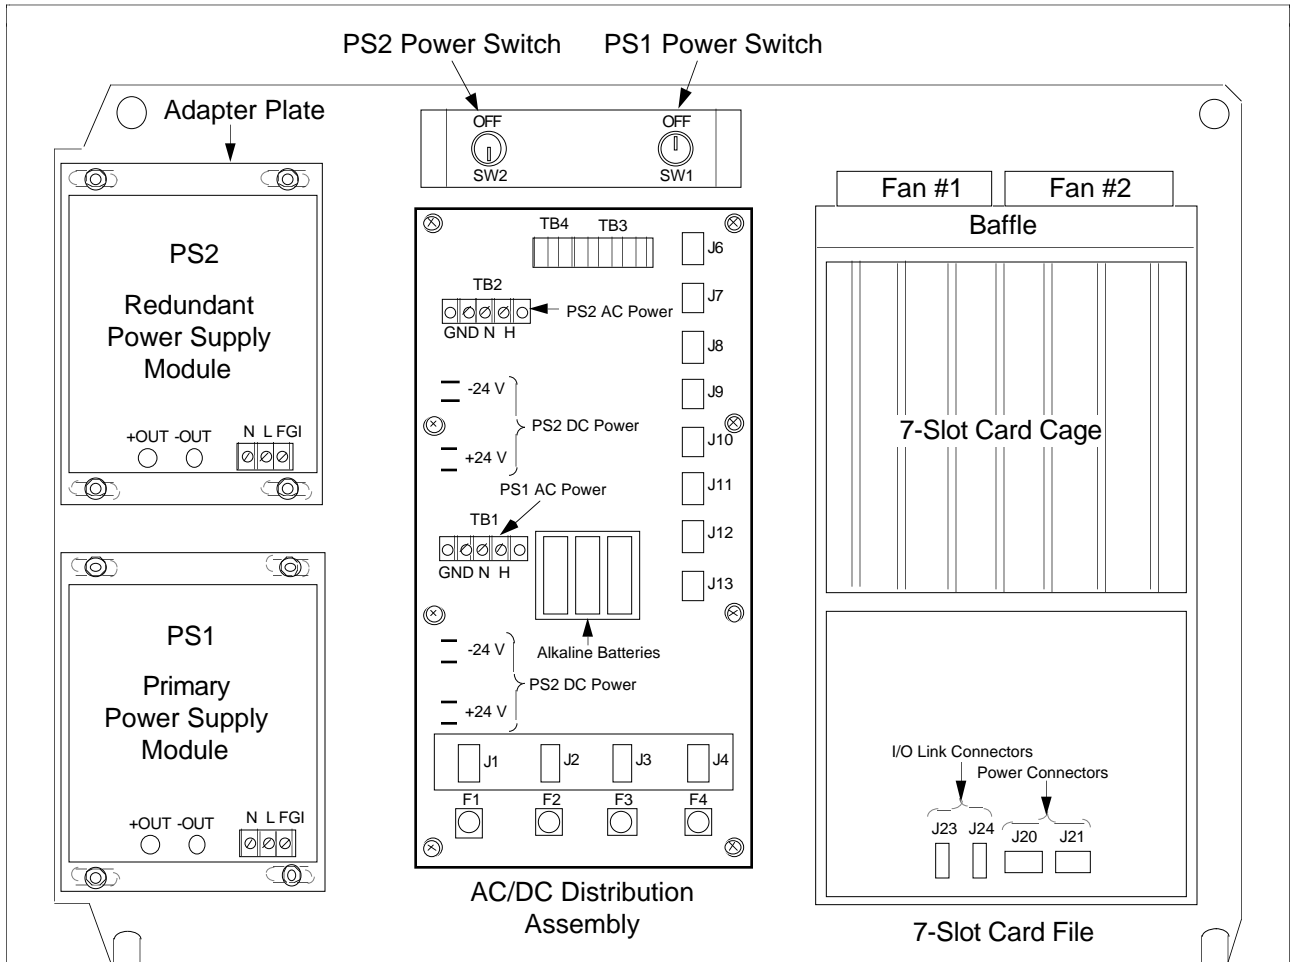 PS2 Power Switch
PS1 Power Switch
Adapter Plate
OFF
SW2
OFF
SW1
PS2
Redundant
Power Supply
Module
+OUT -OUT
N L FGI
PS1
Primary
Power Supply
Module
+OUT -OUT
N L FGI
TB4
TB3
TB2
PS2 AC Power
GND N H
-24 V
PS2 DC Power
+24 V
PS1 AC Power
TB1
GND N H
Alkaline Batteries
-24 V
PS2 DC Power
+24 V
J6
J7
J8
J9
J10
J11
J12
J13
J1
J2
J3
J4
F1
F2
F3
F4
AC/DC Distribution
Assembly
Fan #1
Fan #2
Baffle
7-Slot Card Cage
I/O Link Connectors
Power Connectors
J23
J24
J20
J21
7-Slot Card File